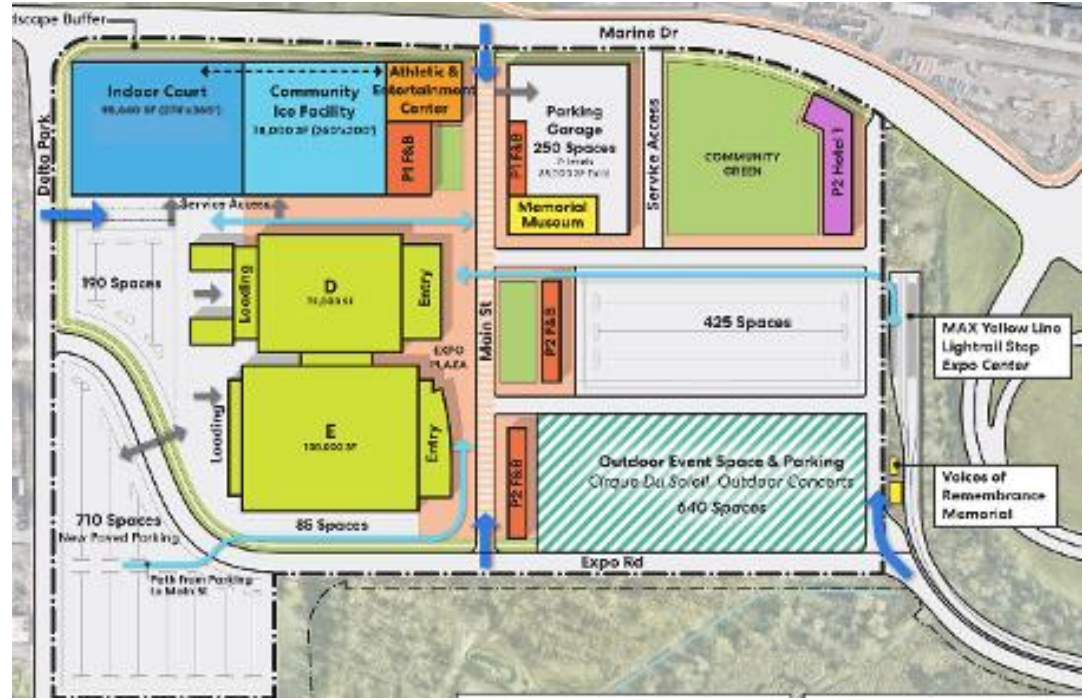 dscape Buffer
Marine Dr
Delta Park
Indoor Court
Community
Ice Facility
Athletic &
Entertainment
Center
P1 F&B
P1 F&B
Parking
Garage
250 Spaces
Memorial
Museum
Service Access
COMMUNITY
GREEN
P2 Hotel 1
Service Access
190 Spaces
Loading
D
Entry
EXPO
PLAZA
Main St
P2 F&B
425 Spaces
MAX Yellow Line
Lightrail Stop
Expo Center
Loading
E
Entry
P2 F&B
Outdoor Event Space & Parking
Cirque Du Soleil, Outdoor Concerts
640 Spaces
Voices of
Remembrance
Memorial
710 Spaces
New Paved Parking
85 Spaces
Expo Rd
Path From Parking
to Main St